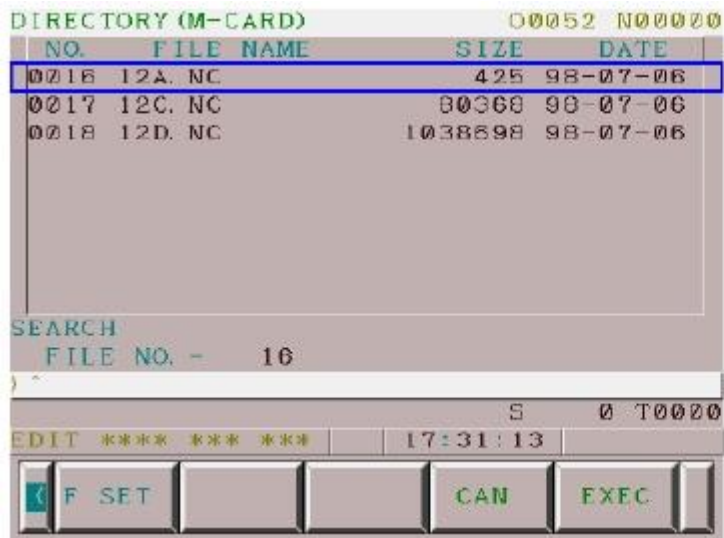 DIRECTORY (M-CARD) O0052 N00000
NO. FILE NAME SIZE DATE
0016 12A. NC 425 98-07-06
0017 12C. NC 80368 98-07-06
0018 12D. NC 1038698 98-07-06
SEARCH
FILE NO. - 16
) ^
S 0 T0000
EDIT **** *** *** 17:31:13
( F SET CAN EXEC